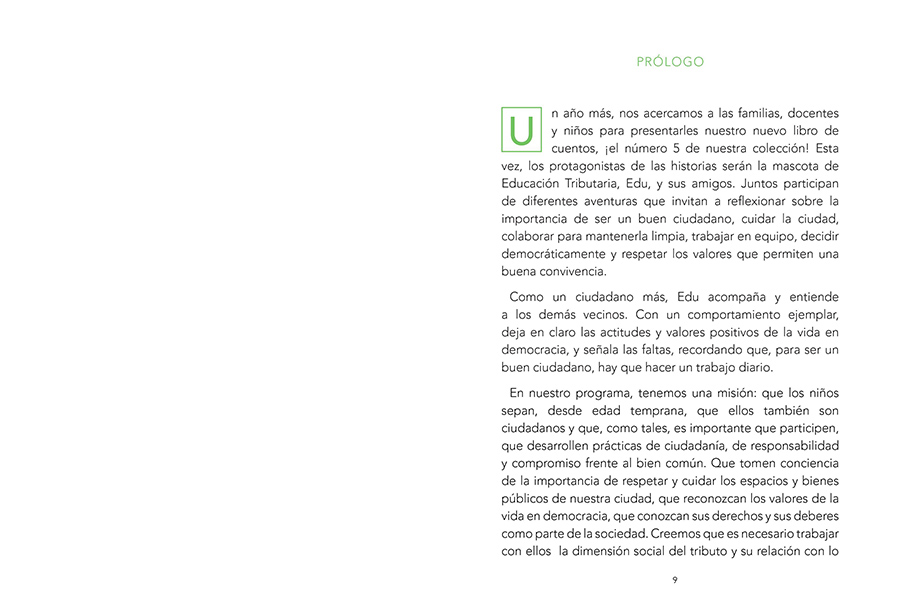 PRÓLOGO
Un año más, nos acercamos a las familias, docentes
y niños para presentarles nuestro nuevo libro de
cuentos, ¡el número 5 de nuestra colección! Esta
vez, los protagonistas de las historias serán la mascota de
Educación Tributaria, Edu, y sus amigos. Juntos participan
de diferentes aventuras que invitan a reflexionar sobre la
importancia de ser un buen ciudadano, cuidar la ciudad,
colaborar para mantenerla limpia, trabajar en equipo, decidir
democráticamente y respetar los valores que permiten una
buena convivencia.
Como un ciudadano más, Edu acompaña y entiende
a los demás vecinos. Con un comportamiento ejemplar,
deja en claro las actitudes y valores positivos de la vida en
democracia, y señala las faltas, recordando que, para ser un
buen ciudadano, hay que hacer un trabajo diario.
En nuestro programa, tenemos una misión: que los niños
sepan, desde edad temprana, que ellos también son
ciudadanos y que, como tales, es importante que participen,
que desarrollen prácticas de ciudadanía, de responsabilidad
y compromiso frente al bien común. Que tomen conciencia
de la importancia de respetar y cuidar los espacios y bienes
públicos de nuestra ciudad, que reconozcan los valores de la
vida en democracia, que conozcan sus derechos y sus deberes
como parte de la sociedad. Creemos que es necesario trabajar
con ellos la dimensión social del tributo y su relación con lo
9